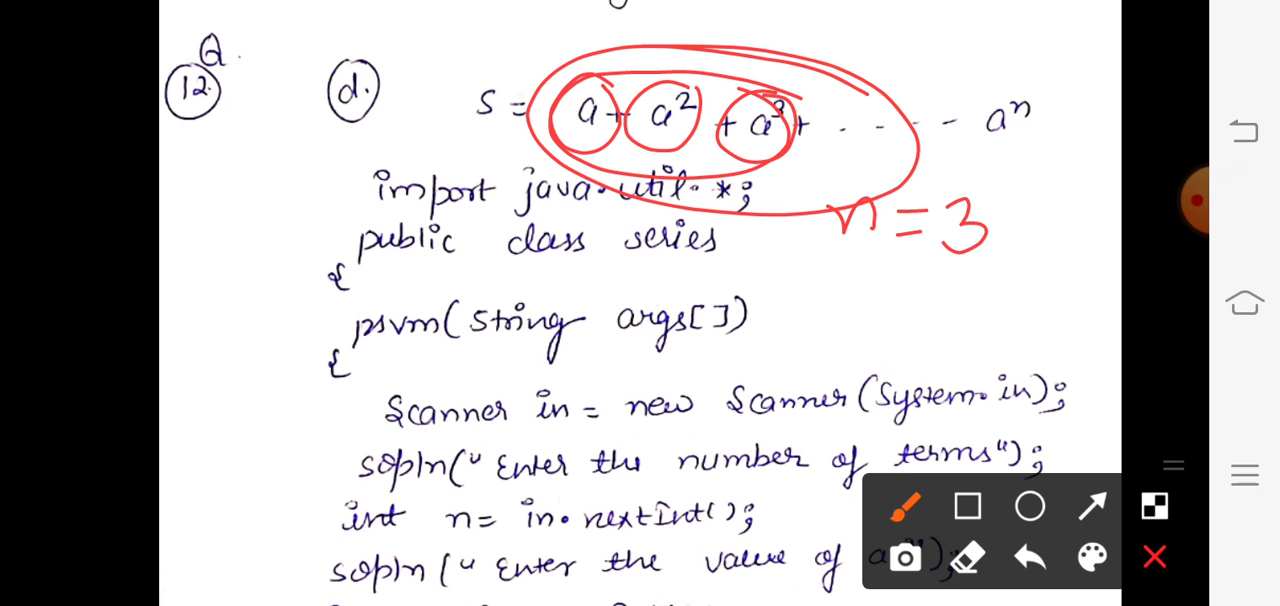 Q.
12. d. S = a + a² + a³ + . - - - - aⁿ
import java.util.*;
n = 3
public class series
{
psvm(String args[])
{
Scanner in = new Scanner(System.in);
sopln("Enter the number of terms");
int n= in.nextInt();
sopln("Enter the value of a");